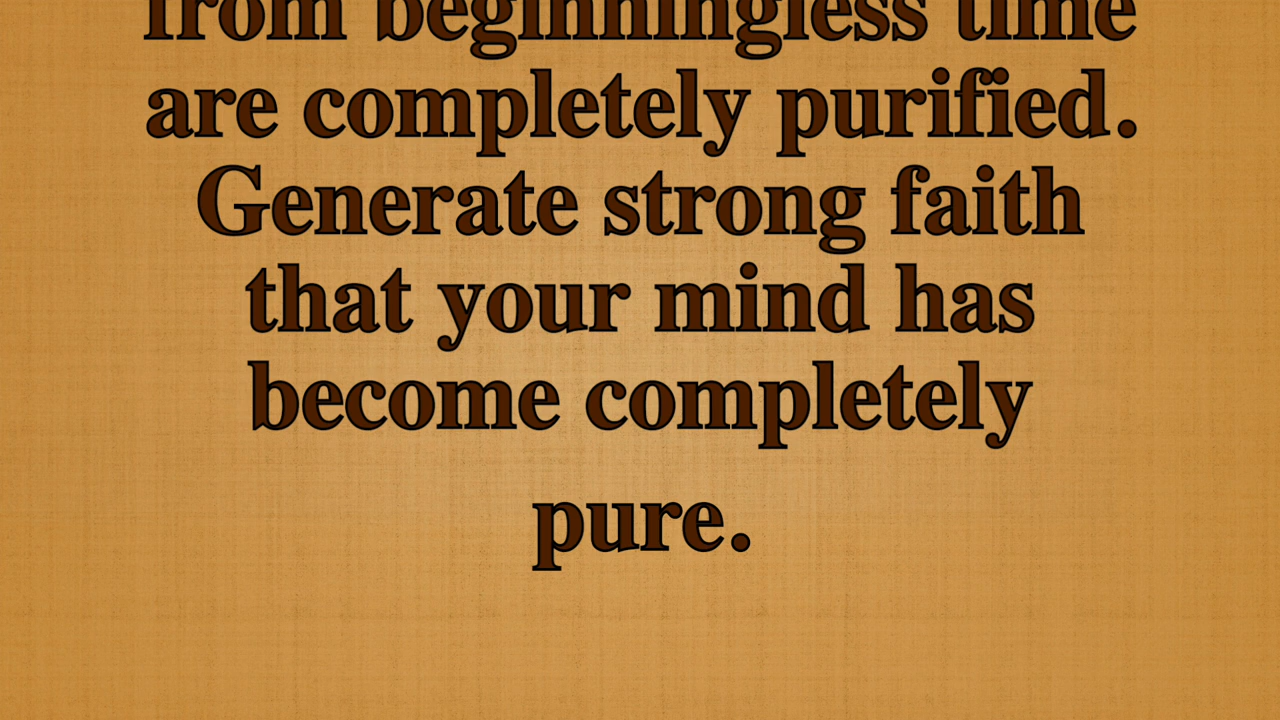 from beginningless time
are completely purified.
Generate strong faith
that your mind has
become completely
pure.